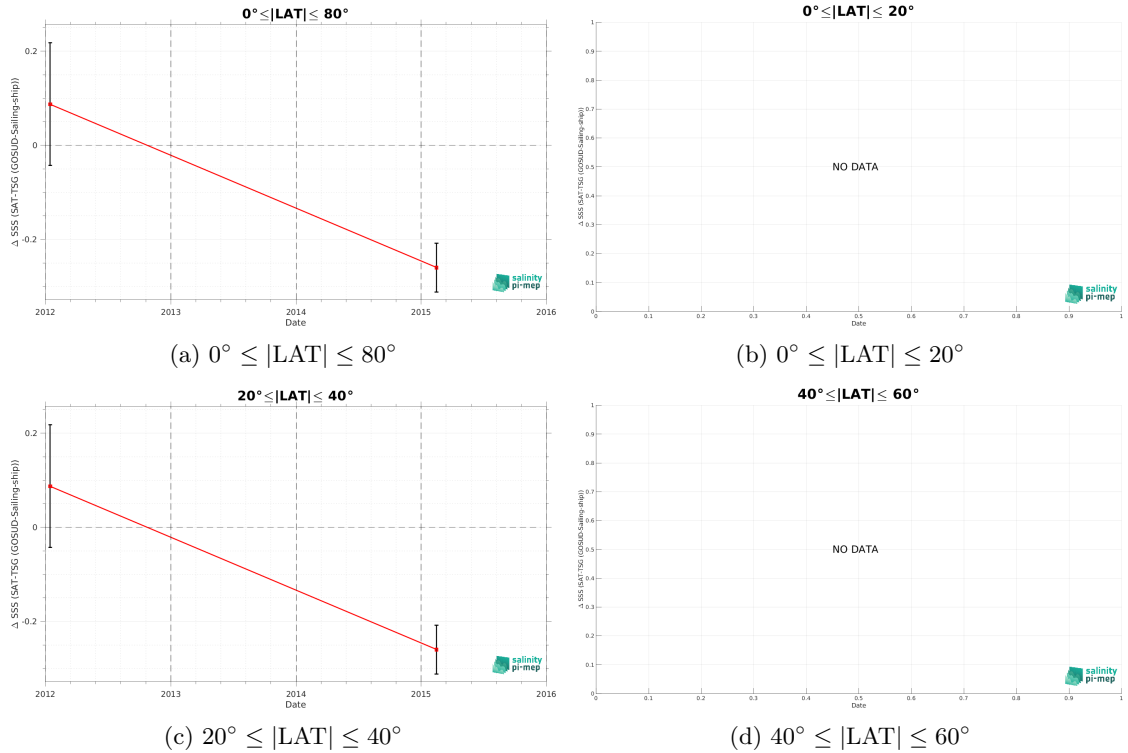 0°≤|LAT|≤ 80°
Δ SSS (SAT-TSG (GOSUD-Sailing-ship))
0.2
0
-0.2
2012 2013 2014 2015 2016
Date
salinity
pi-mep
(a) 0° ≤ |LAT| ≤ 80°
0°≤|LAT|≤ 20°
Δ SSS (SAT-TSG (GOSUD-Sailing-ship))
1
0.9
0.8
0.7
0.6
0.5
0.4
0.3
0.2
0.1
0
NO DATA
0 0.1 0.2 0.3 0.4 0.5 0.6 0.7 0.8 0.9 1
Date
salinity
pi-mep
(b) 0° ≤ |LAT| ≤ 20°
20°≤|LAT|≤ 40°
Δ SSS (SAT-TSG (GOSUD-Sailing-ship))
0.2
0
-0.2
2012 2013 2014 2015 2016
Date
salinity
pi-mep
(c) 20° ≤ |LAT| ≤ 40°
40°≤|LAT|≤ 60°
Δ SSS (SAT-TSG (GOSUD-Sailing-ship))
1
0.9
0.8
0.7
0.6
0.5
0.4
0.3
0.2
0.1
0
NO DATA
0 0.1 0.2 0.3 0.4 0.5 0.6 0.7 0.8 0.9 1
Date
salinity
pi-mep
(d) 40° ≤ |LAT| ≤ 60°